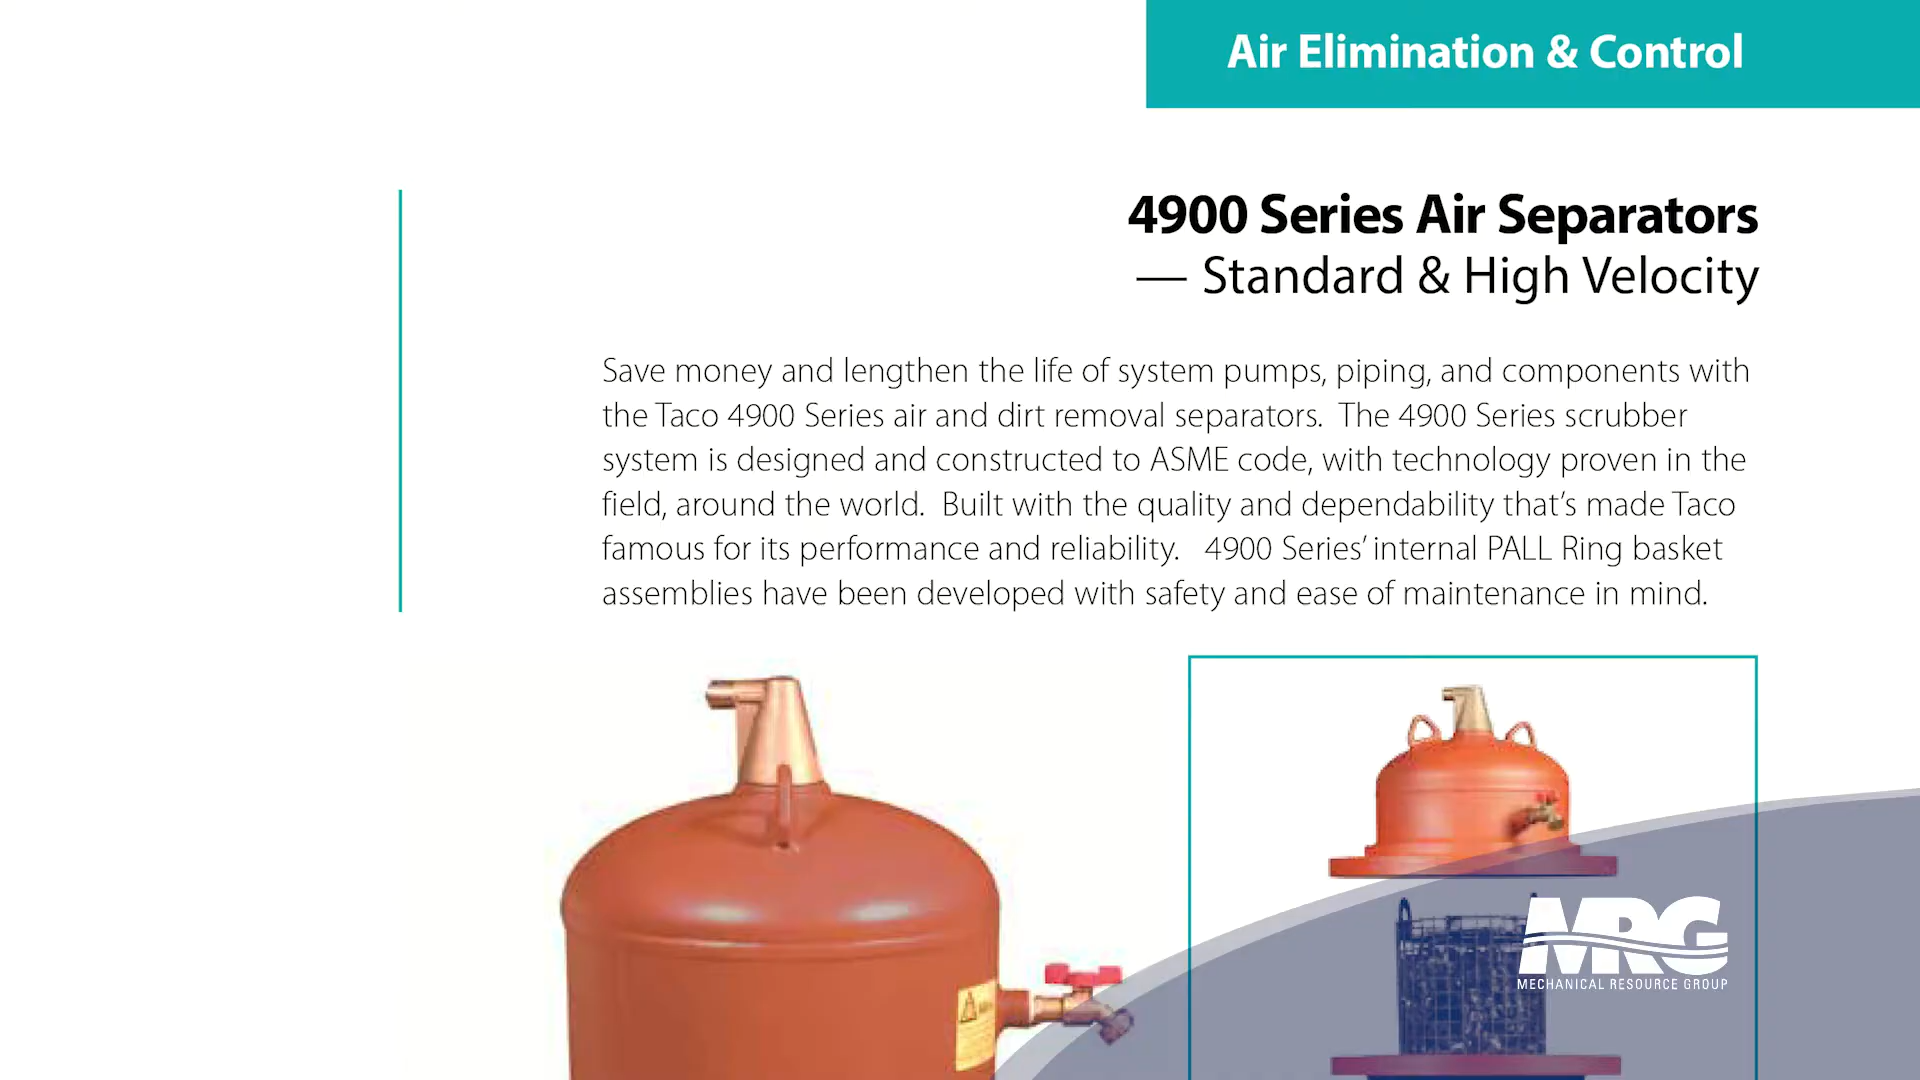 Air Elimination & Control
4900 Series Air Separators
— Standard & High Velocity
Save money and lengthen the life of system pumps, piping, and components with
the Taco 4900 Series air and dirt removal separators.  The 4900 Series scrubber
system is designed and constructed to ASME code, with technology proven in the
field, around the world.  Built with the quality and dependability that’s made Taco
famous for its performance and reliability.   4900 Series’ internal PALL Ring basket
assemblies have been developed with safety and ease of maintenance in mind.
MRG
MECHANICAL RESOURCE GROUP